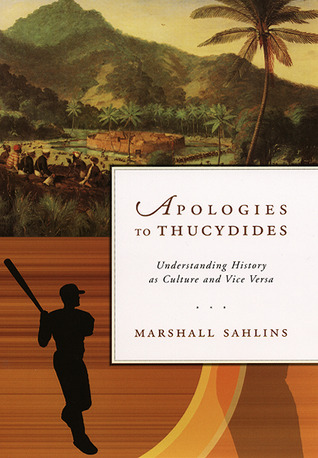 APOLOGIES
TO THUCYDIDES
Understanding History
as Culture and Vice Versa
MARSHALL SAHLINS